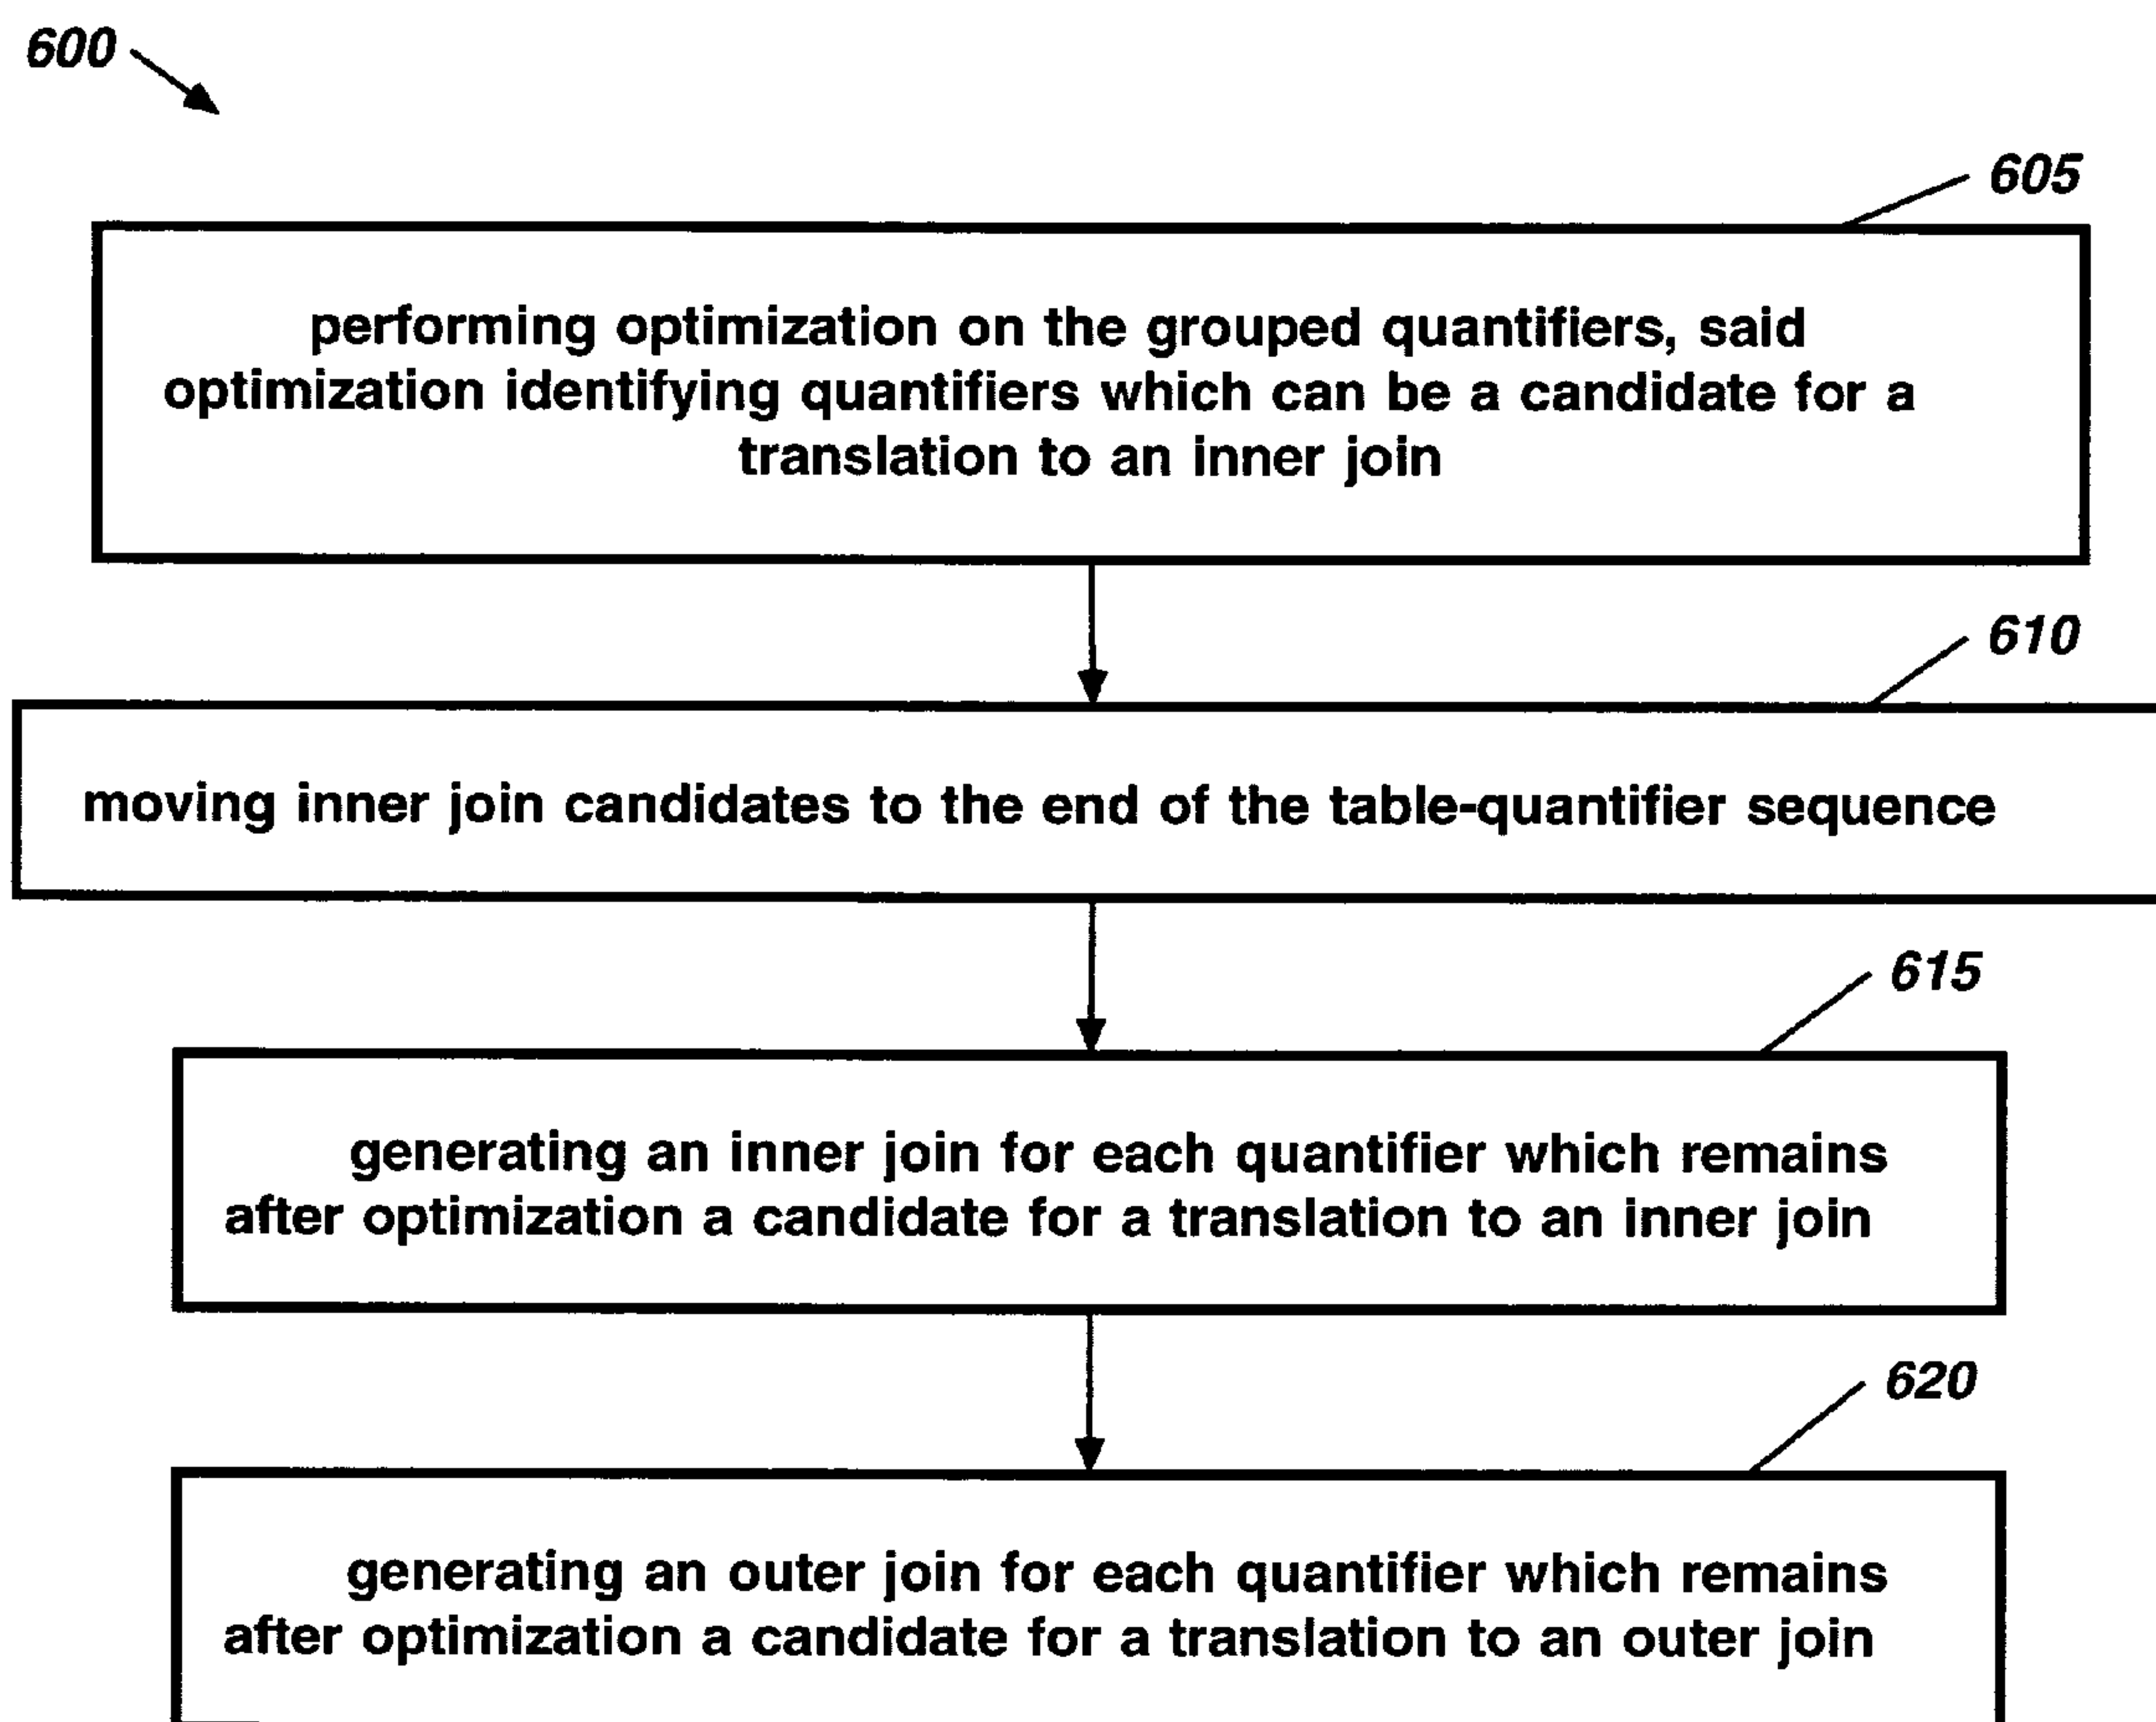 600
605
performing optimization on the grouped quantifiers, said
optimization identifying quantifiers which can be a candidate for a
translation to an inner join
610
moving inner join candidates to the end of the table-quantifier sequence
615
generating an inner join for each quantifier which remains
after optimization a candidate for a translation to an inner join
620
generating an outer join for each quantifier which remains
after optimization a candidate for a translation to an outer join